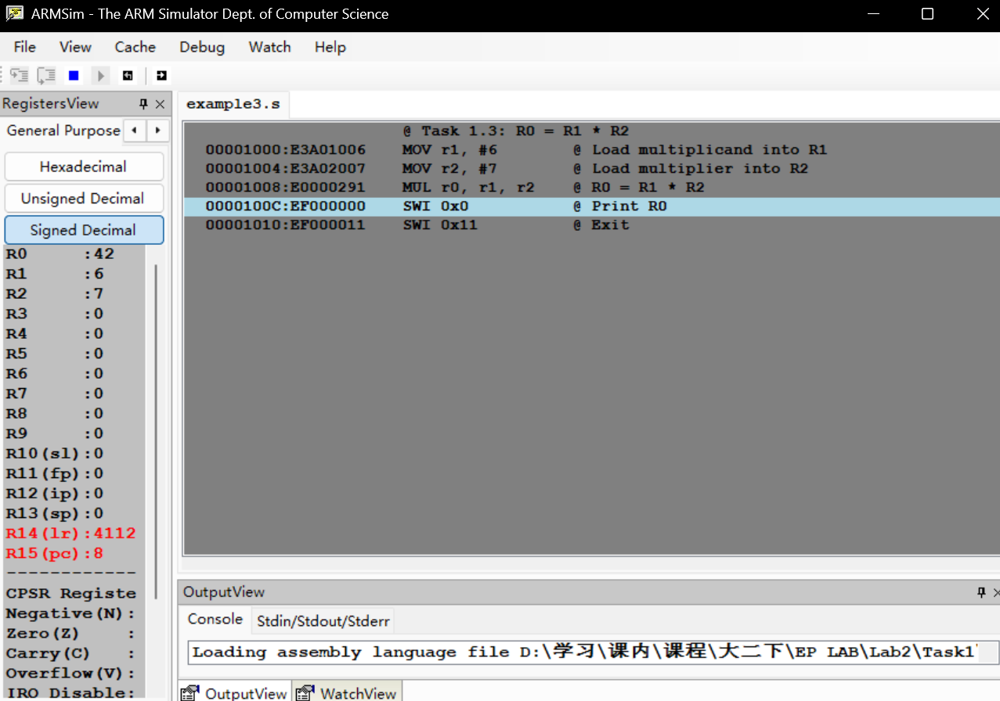 ARMSim - The ARM Simulator Dept. of Computer Science
File View Cache Debug Watch Help
RegistersView
General Purpose
Hexadecimal
Unsigned Decimal
Signed Decimal
R0 :42
R1 :6
R2 :7
R3 :0
R4 :0
R5 :0
R6 :0
R7 :0
R8 :0
R9 :0
R10(sl):0
R11(fp):0
R12(ip):0
R13(sp):0
R14(lr):4112
R15(pc):8
------------
CPSR Registe
Negative(N):
Zero(Z) :
Carry(C) :
Overflow(V):
IRQ Disable:
example3.s
@ Task 1.3: R0 = R1 * R2
00001000:E3A01006 MOV r1, #6 @ Load multiplicand into R1
00001004:E3A02007 MOV r2, #7 @ Load multiplier into R2
00001008:E0000291 MUL r0, r1, r2 @ R0 = R1 * R2
0000100C:EF000000 SWI 0x0 @ Print R0
00001010:EF000011 SWI 0x11 @ Exit
OutputView
Console Stdin/Stdout/Stderr
Loading assembly language file D:\学习\课内\课程\大二下\EP LAB\Lab2\Task1\
OutputView WatchView